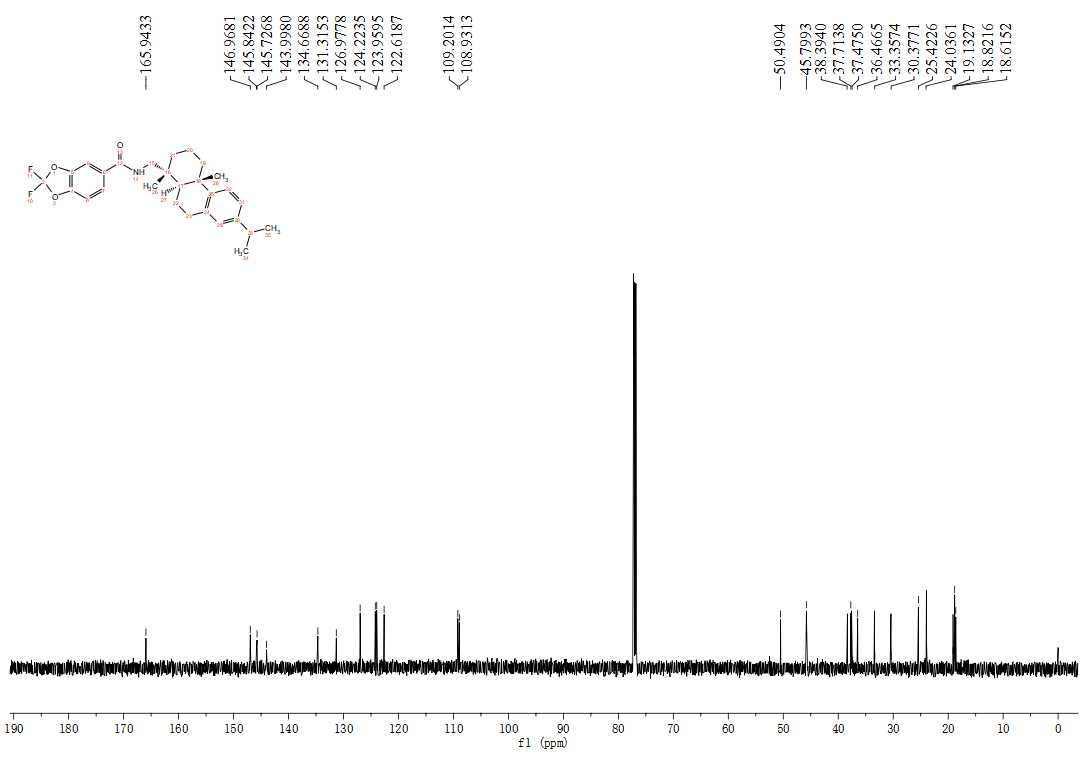 165.9433
146.9681
145.8422
145.7268
143.9980
134.6688
131.3153
126.9778
124.2235
123.9595
122.6187
109.2014
108.9313
50.4904
45.7993
38.3940
37.7138
37.4750
36.4665
33.3574
30.3771
25.4226
24.0361
19.1327
18.8216
18.6152
O
NH
F
F
O
O
CH₃
H₃C
H
CH₃
H₃C
190 180 170 160 150 140 130 120 110 100 90 80 70 60 50 40 30 20 10 0
f1 (ppm)